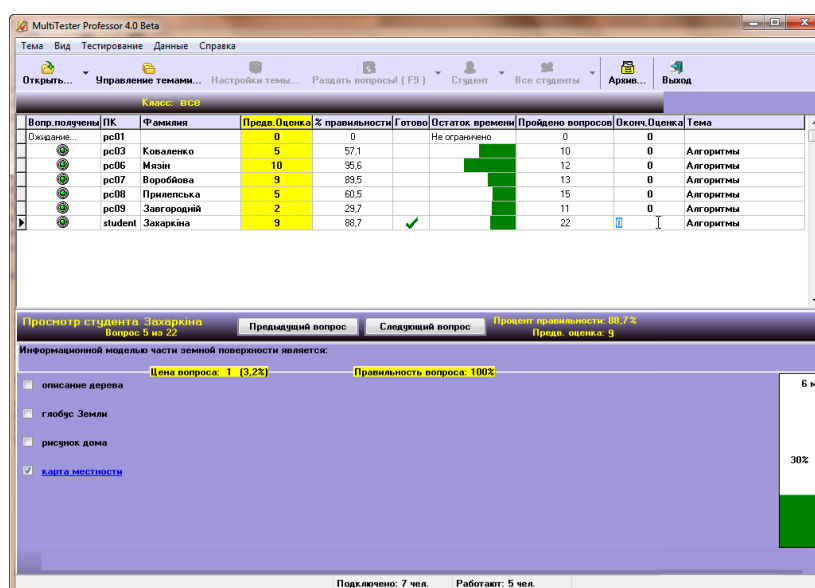 MultiTester Professor 4.0 Beta
Тема Вид Тестирование Данные Справка
Открыть... Управление темами... Настройки темы... Раздать вопросы! ( F9 ) Студент Все студенты Архив... Выход
Класс: все
Вопр.получены ПК Фамилия Предв.Оценка % правильности Готово Остаток времени Пройдено вопросов Оконч.Оценка Тема
Ожидание... pc01 0 0 Не ограничено 0 0
pc03 Коваленко 5 57,1 10 0 Алгоритмы
pc06 Мязін 10 95,6 12 0 Алгоритмы
pc07 Воробйова 9 89,5 13 0 Алгоритмы
pc08 Прилепська 5 60,5 15 0 Алгоритмы
pc09 Завгородній 2 29,7 11 0 Алгоритмы
student Захаркіна 9 88,7 22 0 Алгоритмы
Просмотр студента Захаркіна
Вопрос 5 из 22
Предыдущий вопрос Следующий вопрос
Процент правильности: 88,7%
Предв. оценка: 9
Информационной моделью части земной поверхности является:
Цена вопроса: 1 (3,2%) Правильность вопроса: 100%
описание дерева
6 м
глобус Земли
рисунок дома
30%
карта местности
Подключено: 7 чел. Работают: 5 чел.